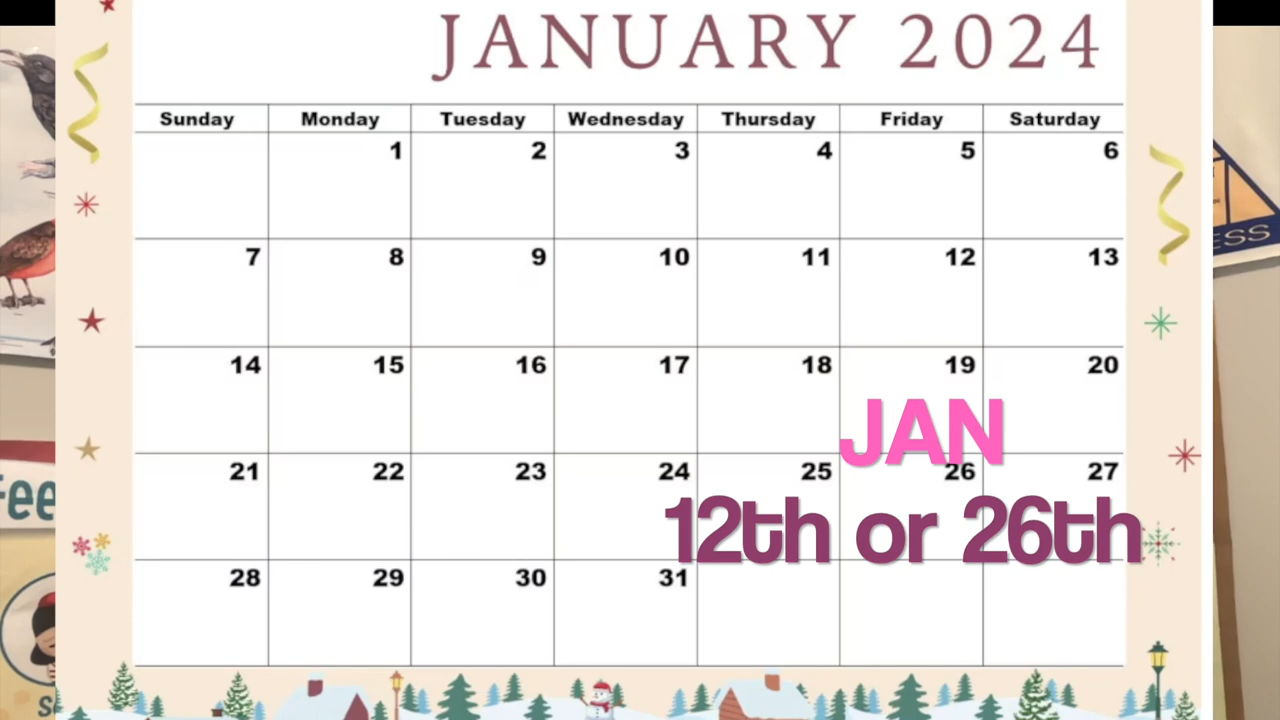 JANUARY 2024
Sunday Monday Tuesday Wednesday Thursday Friday Saturday
1 2 3 4 5 6
7 8 9 10 11 12 13
14 15 16 17 18 19 20
JAN
21 22 23 24 25 26 27
12th or 26th
28 29 30 31
ESS
Fee
S